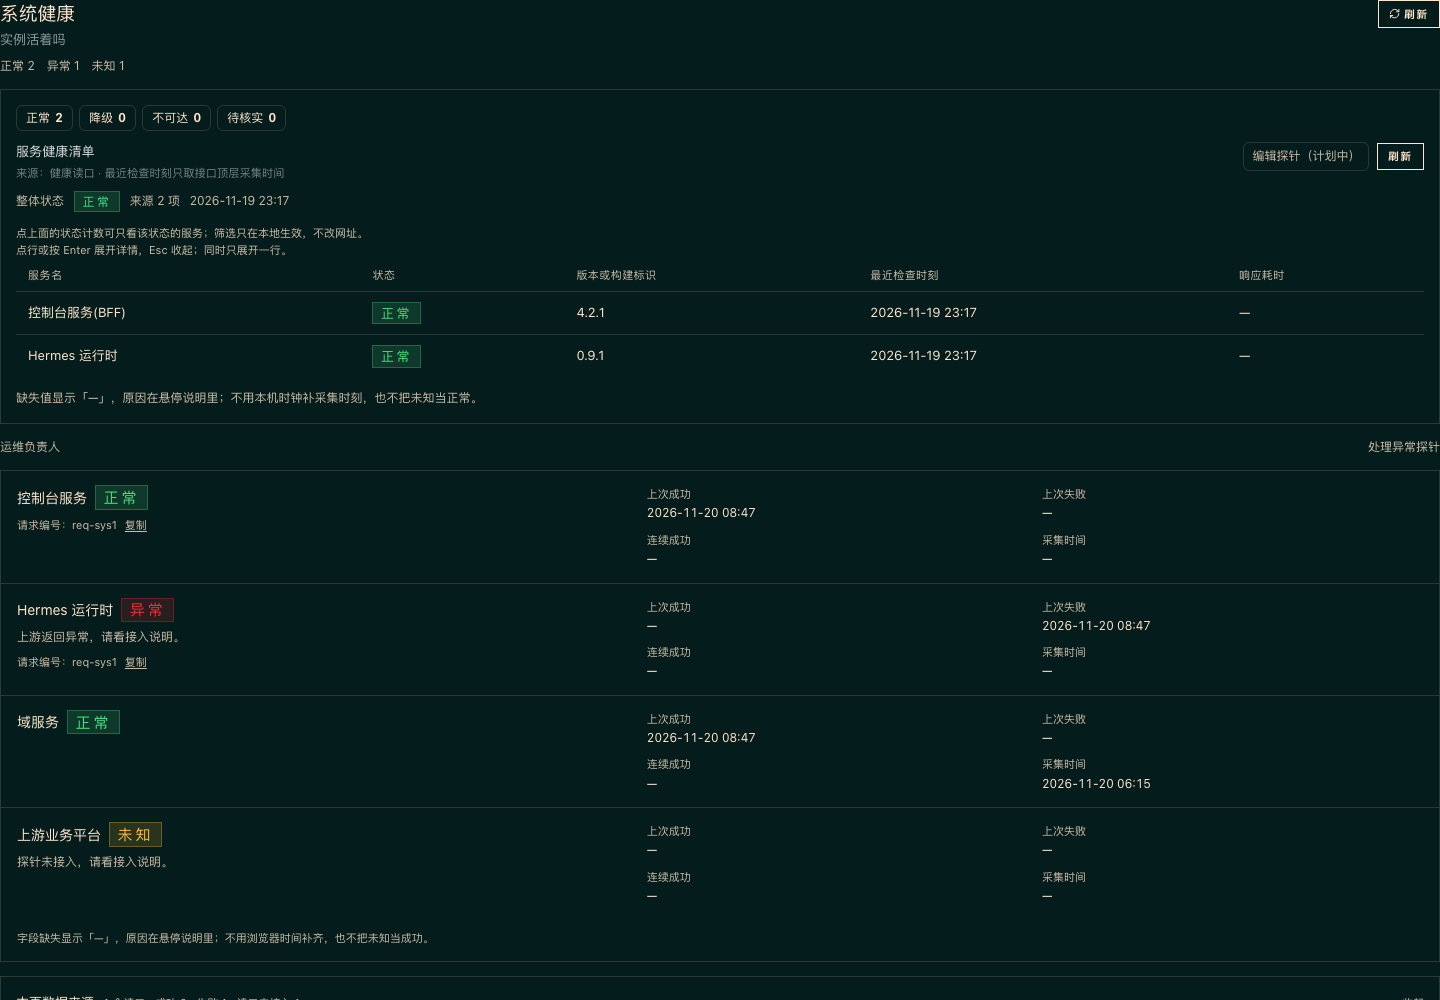 系统健康
刷新
实例活着吗
正常 2 异常 1 未知 1
正常 2 降级 0 不可达 0 待核实 0
服务健康清单
编辑探针（计划中） 刷新
来源：健康读口 · 最近检查时刻只取接口顶层采集时间
整体状态 正常 来源 2 项 2026-11-19 23:17
点上面的状态计数可只看该状态的服务；筛选只在本地生效，不改网址。
点行或按 Enter 展开详情，Esc 收起；同时只展开一行。
服务名 状态 版本或构建标识 最近检查时刻 响应耗时
控制台服务(BFF) 正常 4.2.1 2026-11-19 23:17 —
Hermes 运行时 正常 0.9.1 2026-11-19 23:17 —
缺失值显示「—」，原因在悬停说明里；不用本机时钟补采集时刻，也不把未知当正常。
运维负责人 处理异常探针
控制台服务 正常
请求编号：req-sys1 复制
上次成功 上次失败
2026-11-20 08:47 —
连续成功 采集时间
— —
Hermes 运行时 异常
上游返回异常，请看接入说明。
请求编号：req-sys1 复制
上次成功 上次失败
— 2026-11-20 08:47
连续成功 采集时间
— —
域服务 正常
上次成功 上次失败
2026-11-20 08:47 —
连续成功 采集时间
— 2026-11-20 06:15
上游业务平台 未知
探针未接入，请看接入说明。
上次成功 上次失败
— —
连续成功 采集时间
— —
字段缺失显示「—」，原因在悬停说明里；不用浏览器时间补齐，也不把未知当成功。